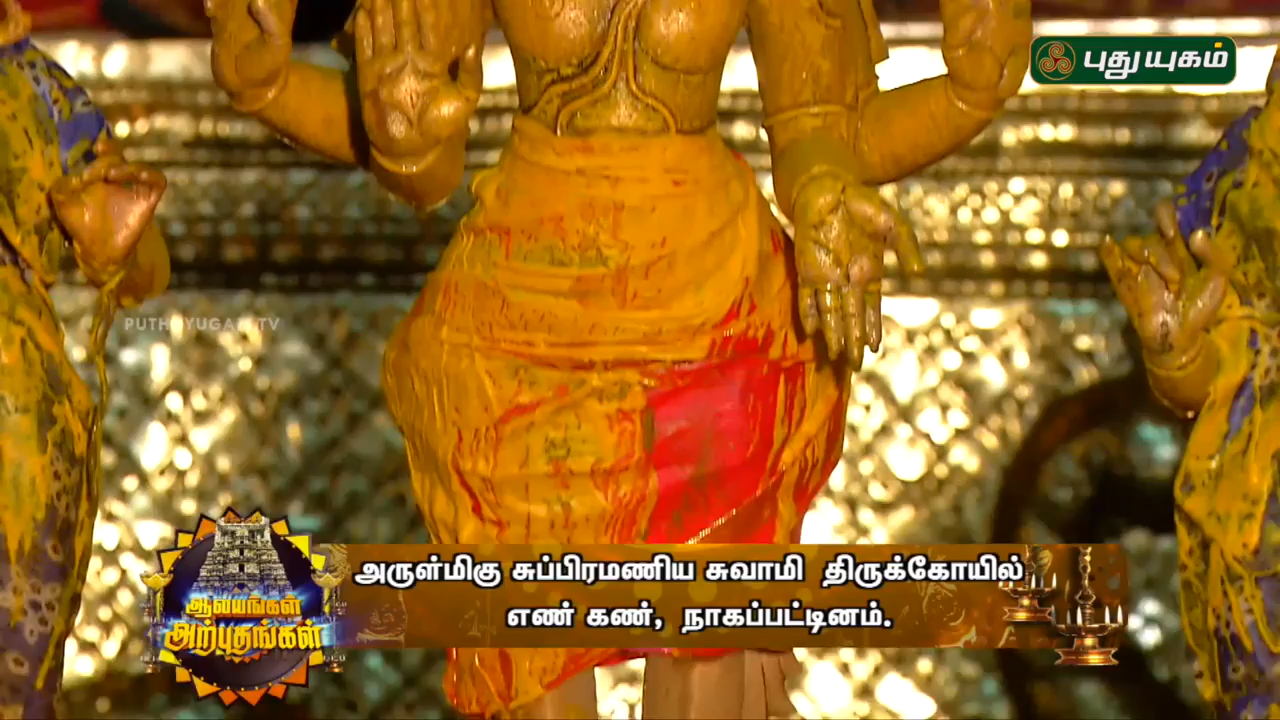 புதுயுகம்
PUTHUYUGAM TV
அருள்மிகு சுப்பிரமணிய சுவாமி திருக்கோயில்
எண் கண், நாகப்பட்டினம்.
ஆலயங்கள்
அற்புதங்கள்